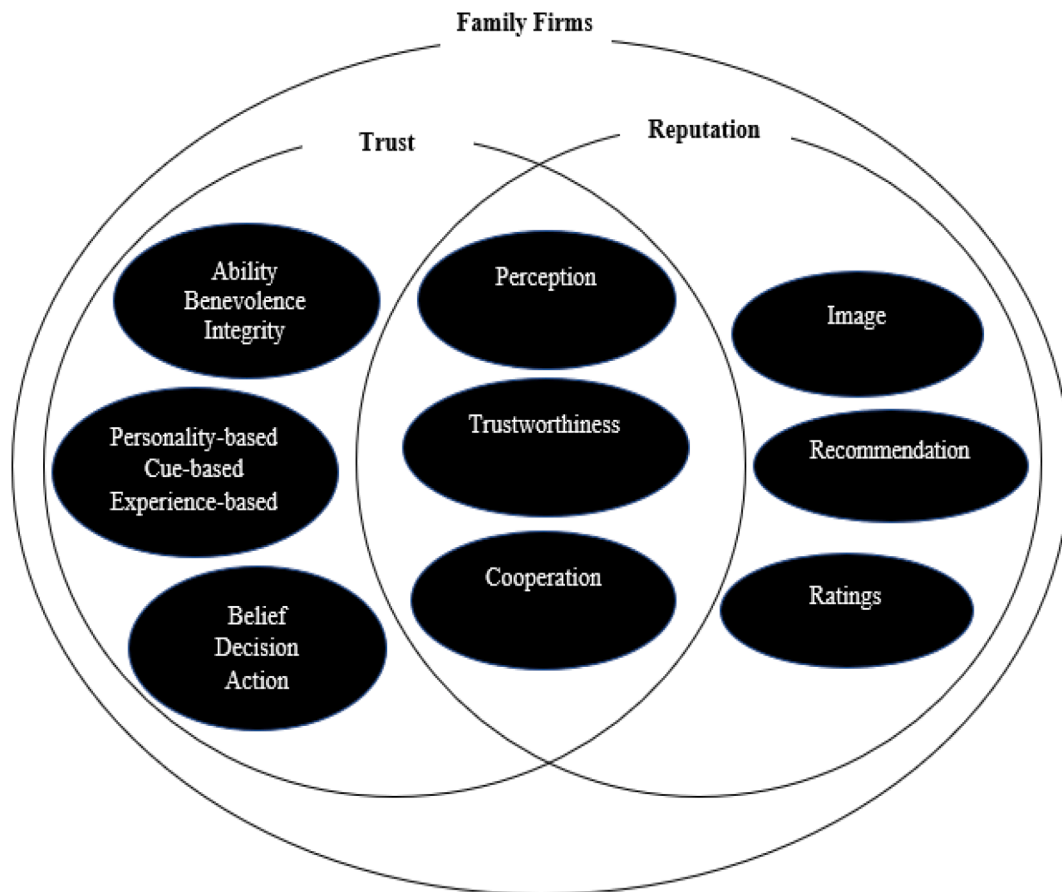 Family Firms
Trust
Reputation
Ability
Benevolence
Integrity
Personality-based
Cue-based
Experience-based
Belief
Decision
Action
Perception
Trustworthiness
Cooperation
Image
Recommendation
Ratings